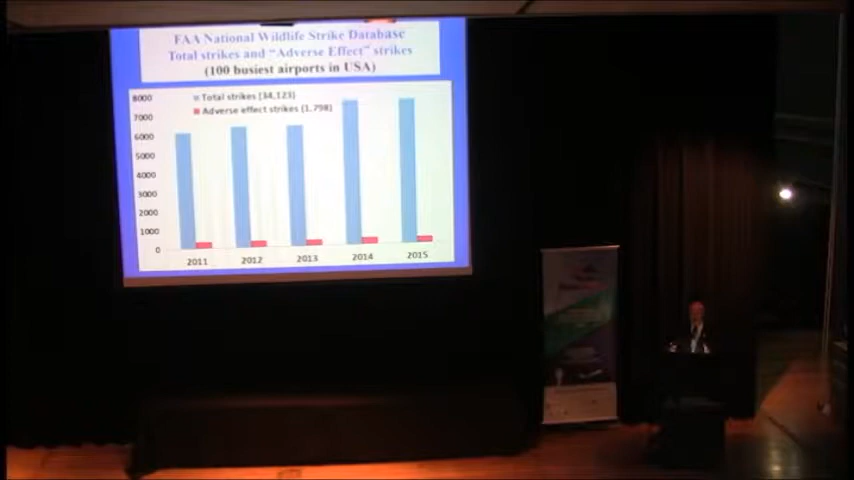 FAA National Wildlife Strike Database
Total strikes and "Adverse Effect" strikes
(100 busiest airports in USA)
8000
Total strikes (34,123)
7000
Adverse effect strikes (1,798)
6000
5000
4000
3000
2000
1000
0
2011
2012
2013
2014
2015